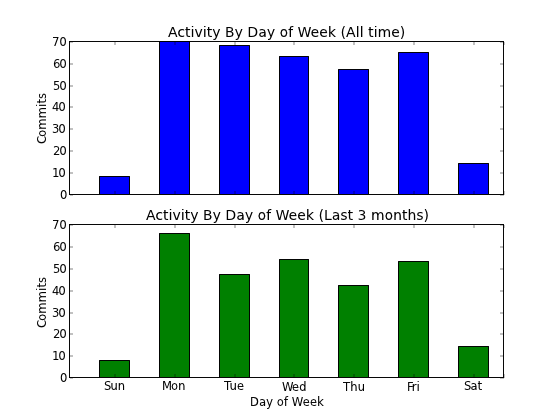 Activity By Day of Week (All time)
70
60
50
40
30
20
10
0
Commits
Activity By Day of Week (Last 3 months)
70
60
50
40
30
20
10
0
Commits
Sun Mon Tue Wed Thu Fri Sat
Day of Week